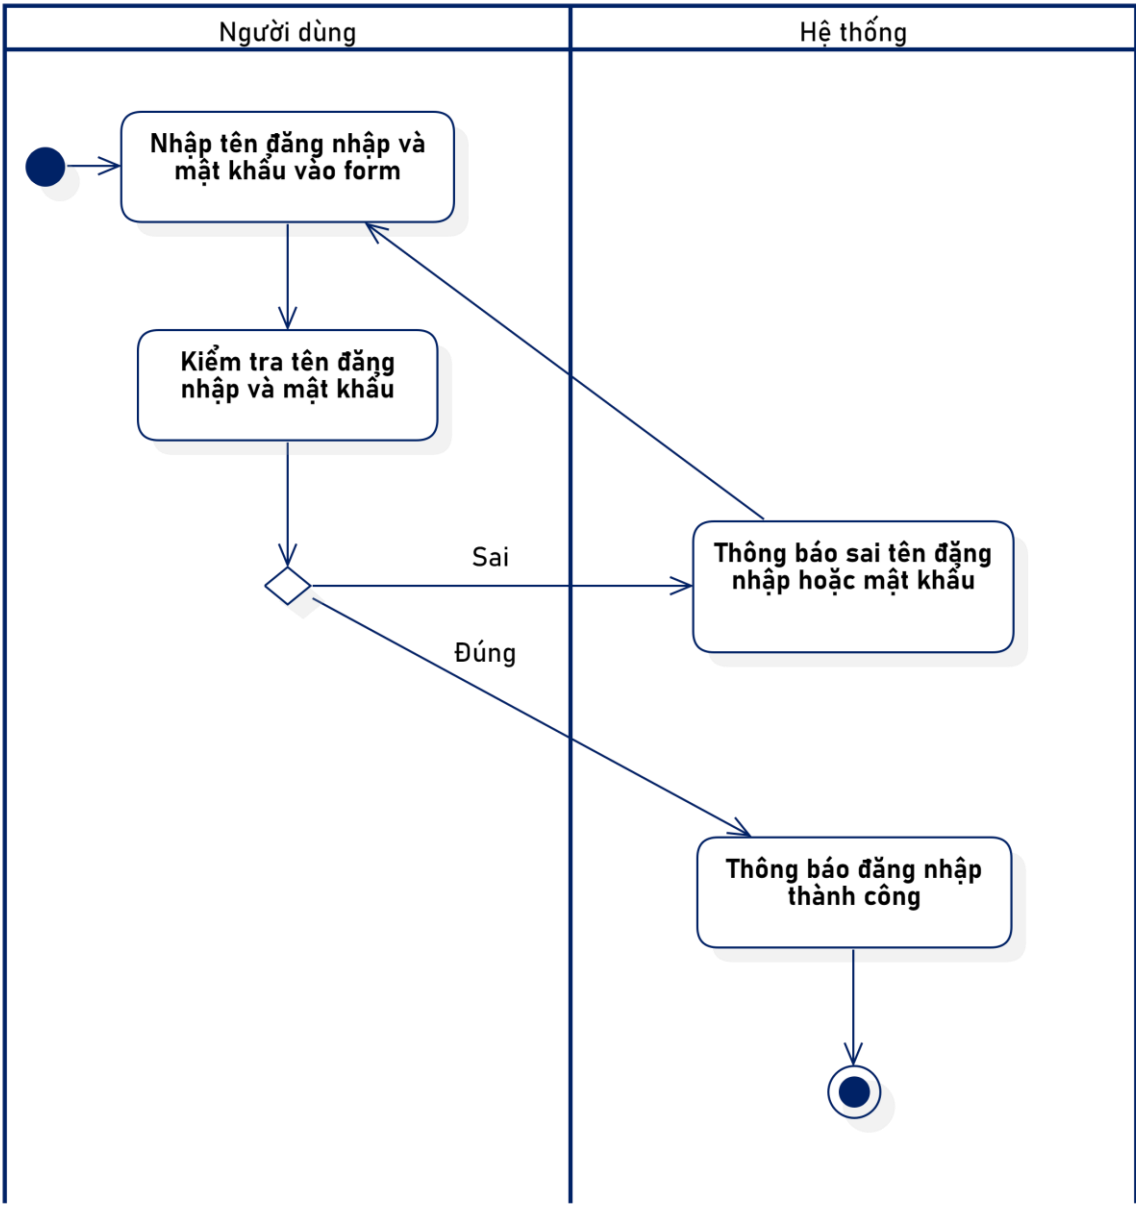 Người dùng
Hệ thống
Nhập tên đăng nhập và
mật khẩu vào form
Kiểm tra tên đăng
nhập và mật khẩu
Sai
Thông báo sai tên đăng
nhập hoặc mật khẩu
Đúng
Thông báo đăng nhập
thành công